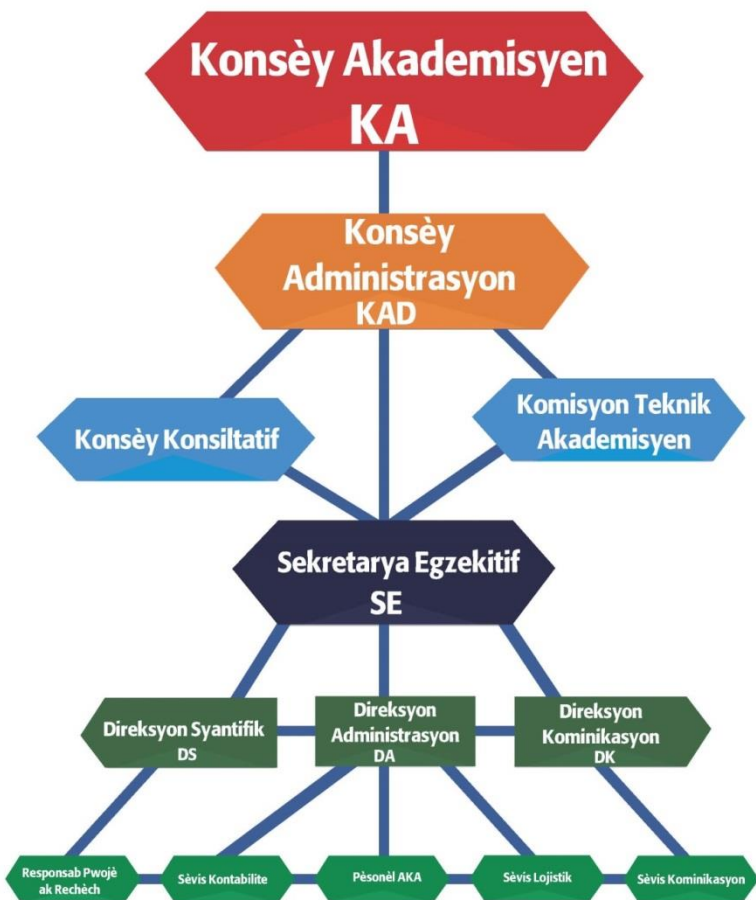 Konsèy Akademisyen
KA
Konsèy
Administrasyon
KAD
Konsèy Konsiltatif
Komisyon Teknik
Akademisyen
Sekretarya Egzekitif
SE
Direksyon Syantifik
DS
Direksyon
Administrasyon
DA
Direksyon
Kominikasyon
DK
Responsab Pwojè
ak Rechèch
Sèvis Kontabilite
Pèsonèl AKA
Sèvis Lojistik
Sèvis Kominikasyon